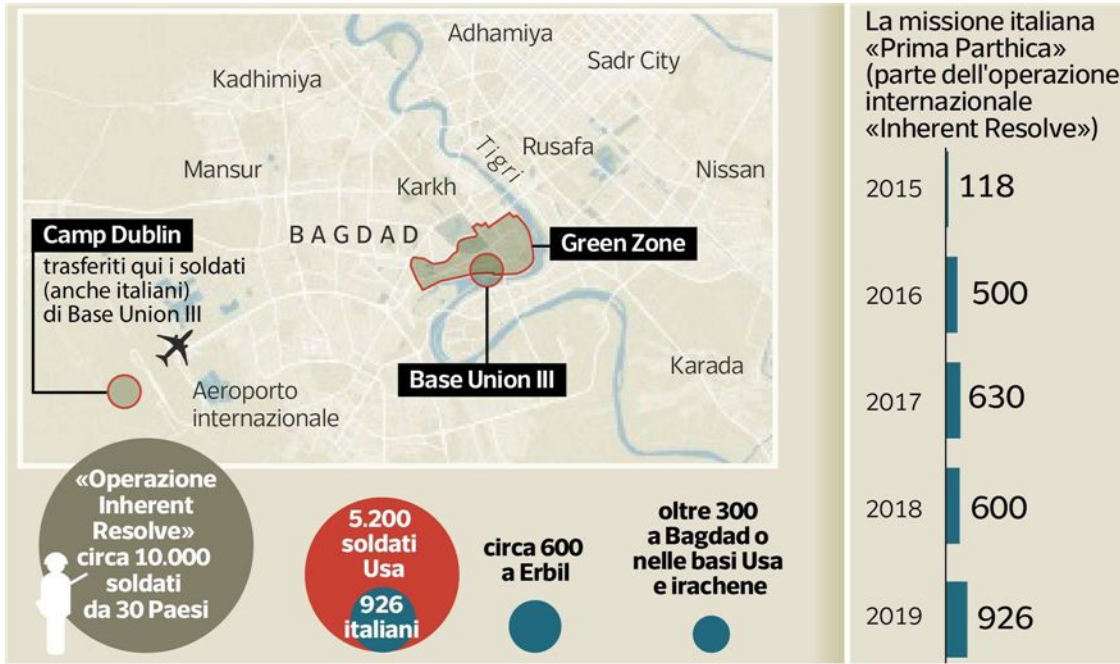 Adhamiya
Sadr City
Kadhimiya
Tigri
Rusafa
Mansur
Karkh
Nissan
BAGDAD
Camp Dublin
trasferiti qui i soldati
(anche italiani)
di Base Union III
Green Zone
Base Union III
Karada
Aeroporto
internazionale
«Operazione
Inherent
Resolve»
circa 10.000
soldati
da 30 Paesi
5.200
soldati
Usa
926
italiani
circa 600
a Erbil
oltre 300
a Bagdad o
nelle basi Usa
e irachene
La missione italiana
«Prima Parthica»
(parte dell'operazione
internazionale
«Inherent Resolve»)
2015 118
2016 500
2017 630
2018 600
2019 926